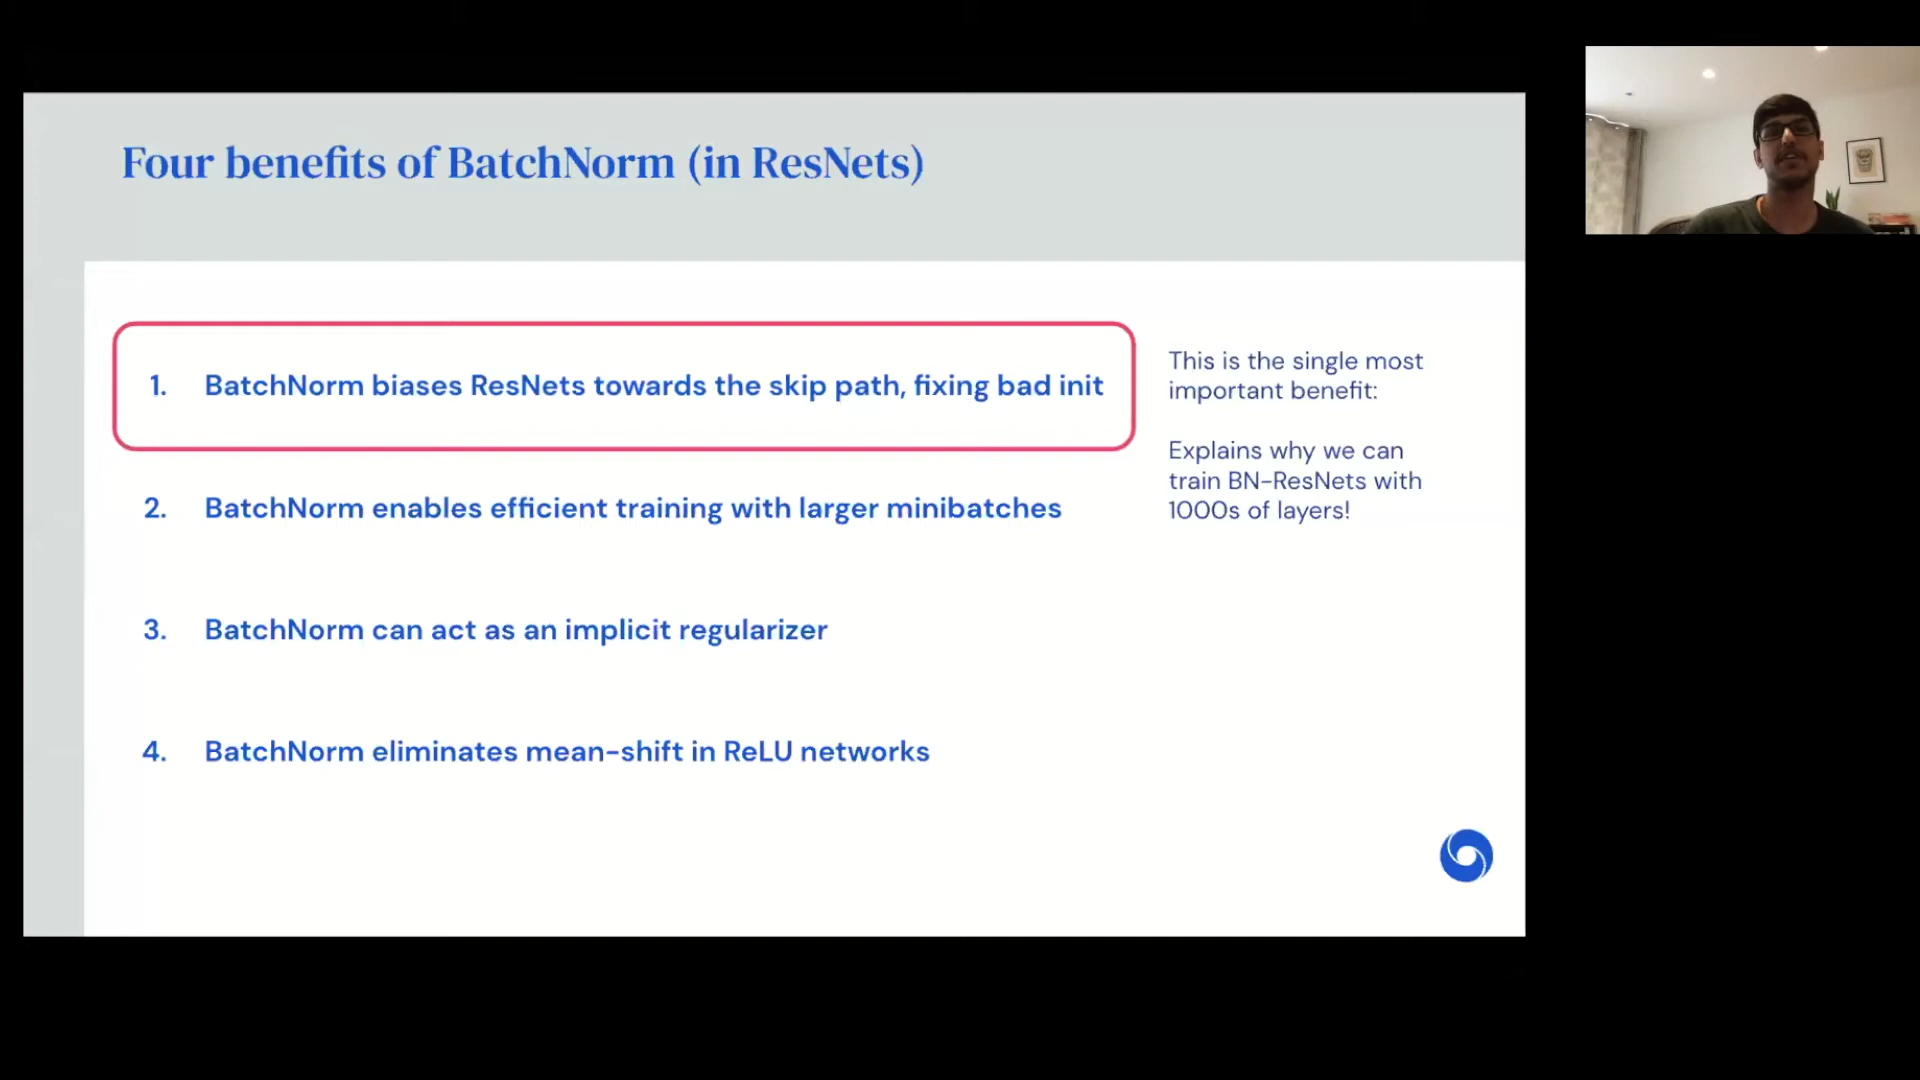 Four benefits of BatchNorm (in ResNets)
1. BatchNorm biases ResNets towards the skip path, fixing bad init
This is the single most
important benefit:
Explains why we can
train BN-ResNets with
1000s of layers!
2. BatchNorm enables efficient training with larger minibatches
3. BatchNorm can act as an implicit regularizer
4. BatchNorm eliminates mean-shift in ReLU networks